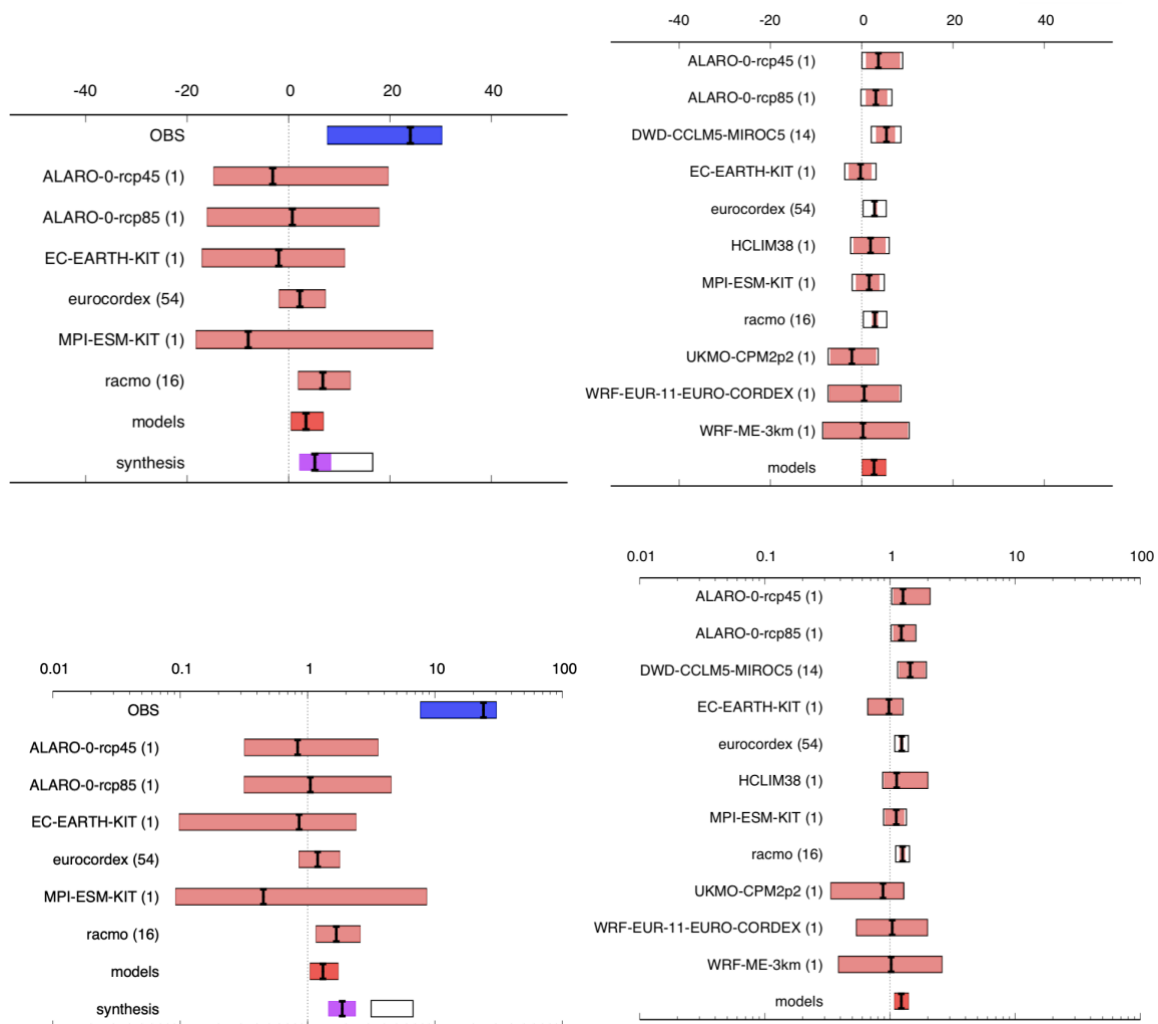 -40 -20 0 20 40
OBS
ALARO-0-rcp45 (1)
ALARO-0-rcp85 (1)
EC-EARTH-KIT (1)
eurocordex (54)
MPI-ESM-KIT (1)
racmo (16)
models
synthesis
-40 -20 0 20 40
ALARO-0-rcp45 (1)
ALARO-0-rcp85 (1)
DWD-CCLM5-MIROC5 (14)
EC-EARTH-KIT (1)
eurocordex (54)
HCLIM38 (1)
MPI-ESM-KIT (1)
racmo (16)
UKMO-CPM2p2 (1)
WRF-EUR-11-EURO-CORDEX (1)
WRF-ME-3km (1)
models
0.01 0.1 1 10 100
OBS
ALARO-0-rcp45 (1)
ALARO-0-rcp85 (1)
EC-EARTH-KIT (1)
eurocordex (54)
MPI-ESM-KIT (1)
racmo (16)
models
synthesis
0.01 0.1 1 10 100
ALARO-0-rcp45 (1)
ALARO-0-rcp85 (1)
DWD-CCLM5-MIROC5 (14)
EC-EARTH-KIT (1)
eurocordex (54)
HCLIM38 (1)
MPI-ESM-KIT (1)
racmo (16)
UKMO-CPM2p2 (1)
WRF-EUR-11-EURO-CORDEX (1)
WRF-ME-3km (1)
models